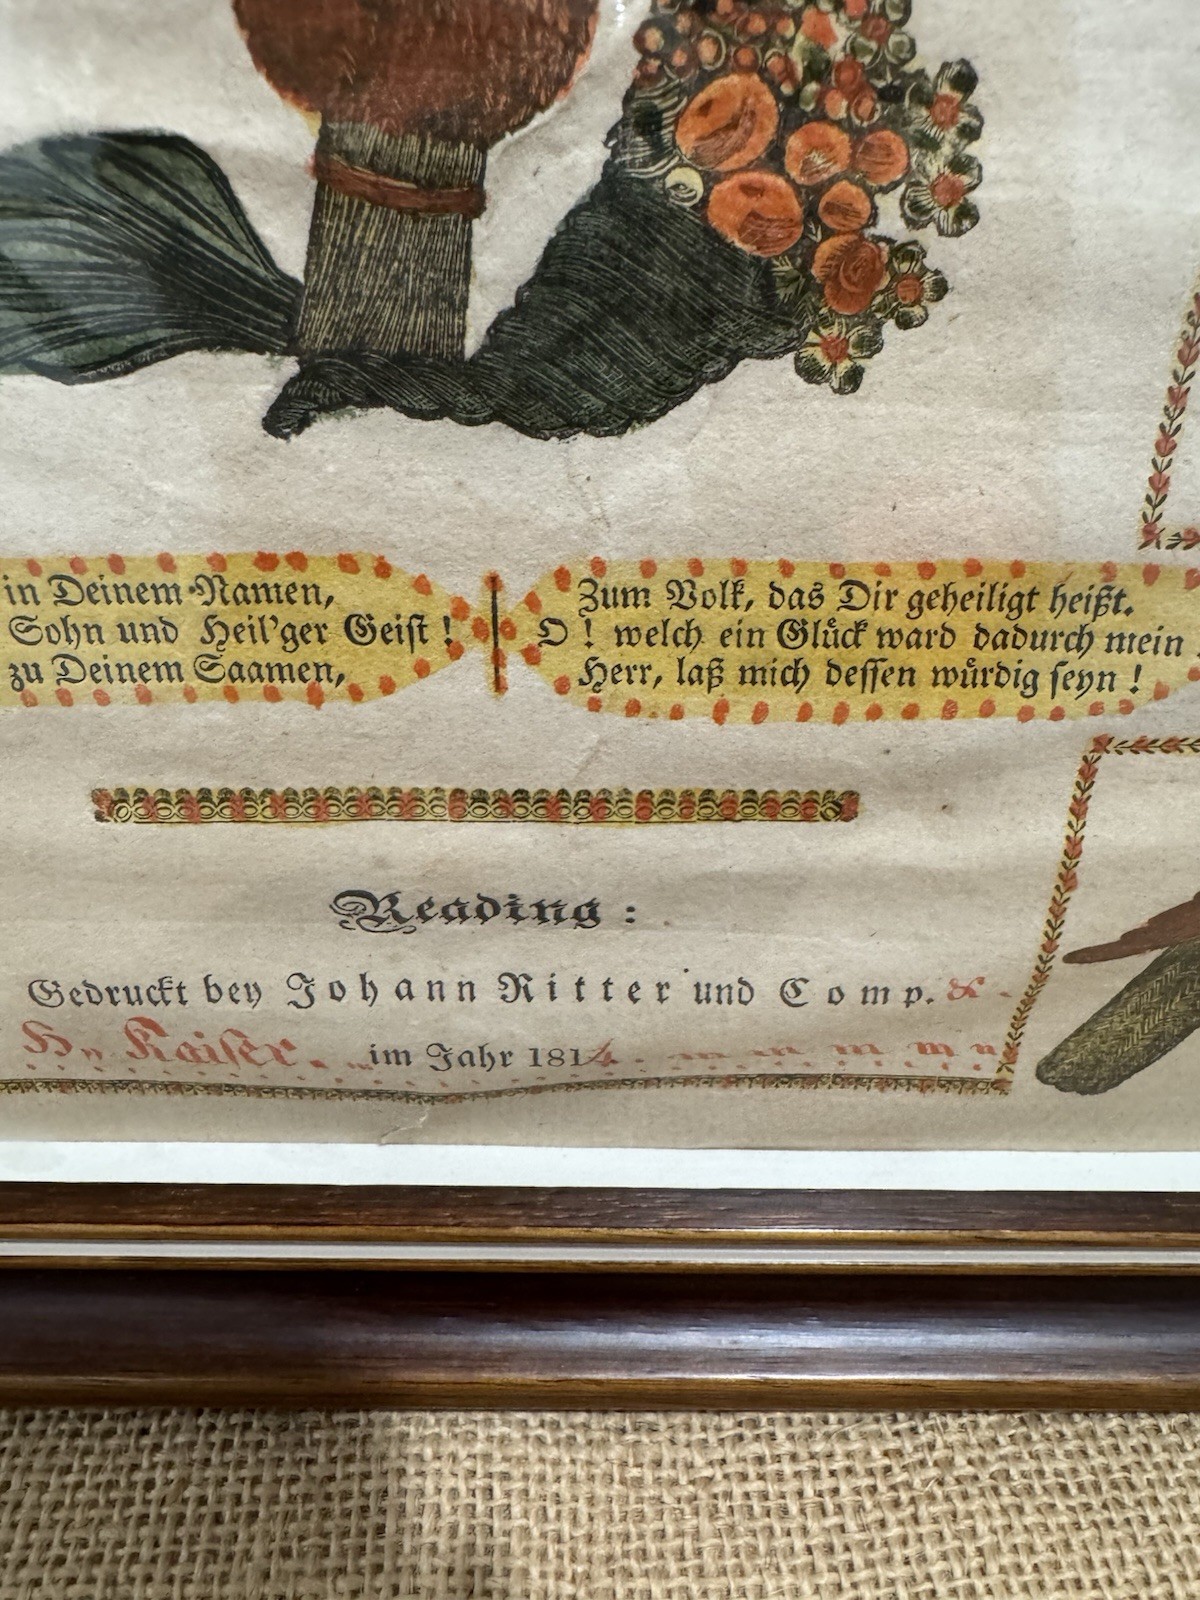 in Deinem Namen,
Sohn und Heil'ger Geist !
zu Deinem Saamen,
Zum Volk, das Dir geheiligt heißt.
O ! welch ein Glück ward dadurch mein
Herr, laß mich dessen würdig seyn !
Reading :
Gedruckt bey Johann Ritter und Comp. &.
H,, Kaiser. im Jahr 1814.